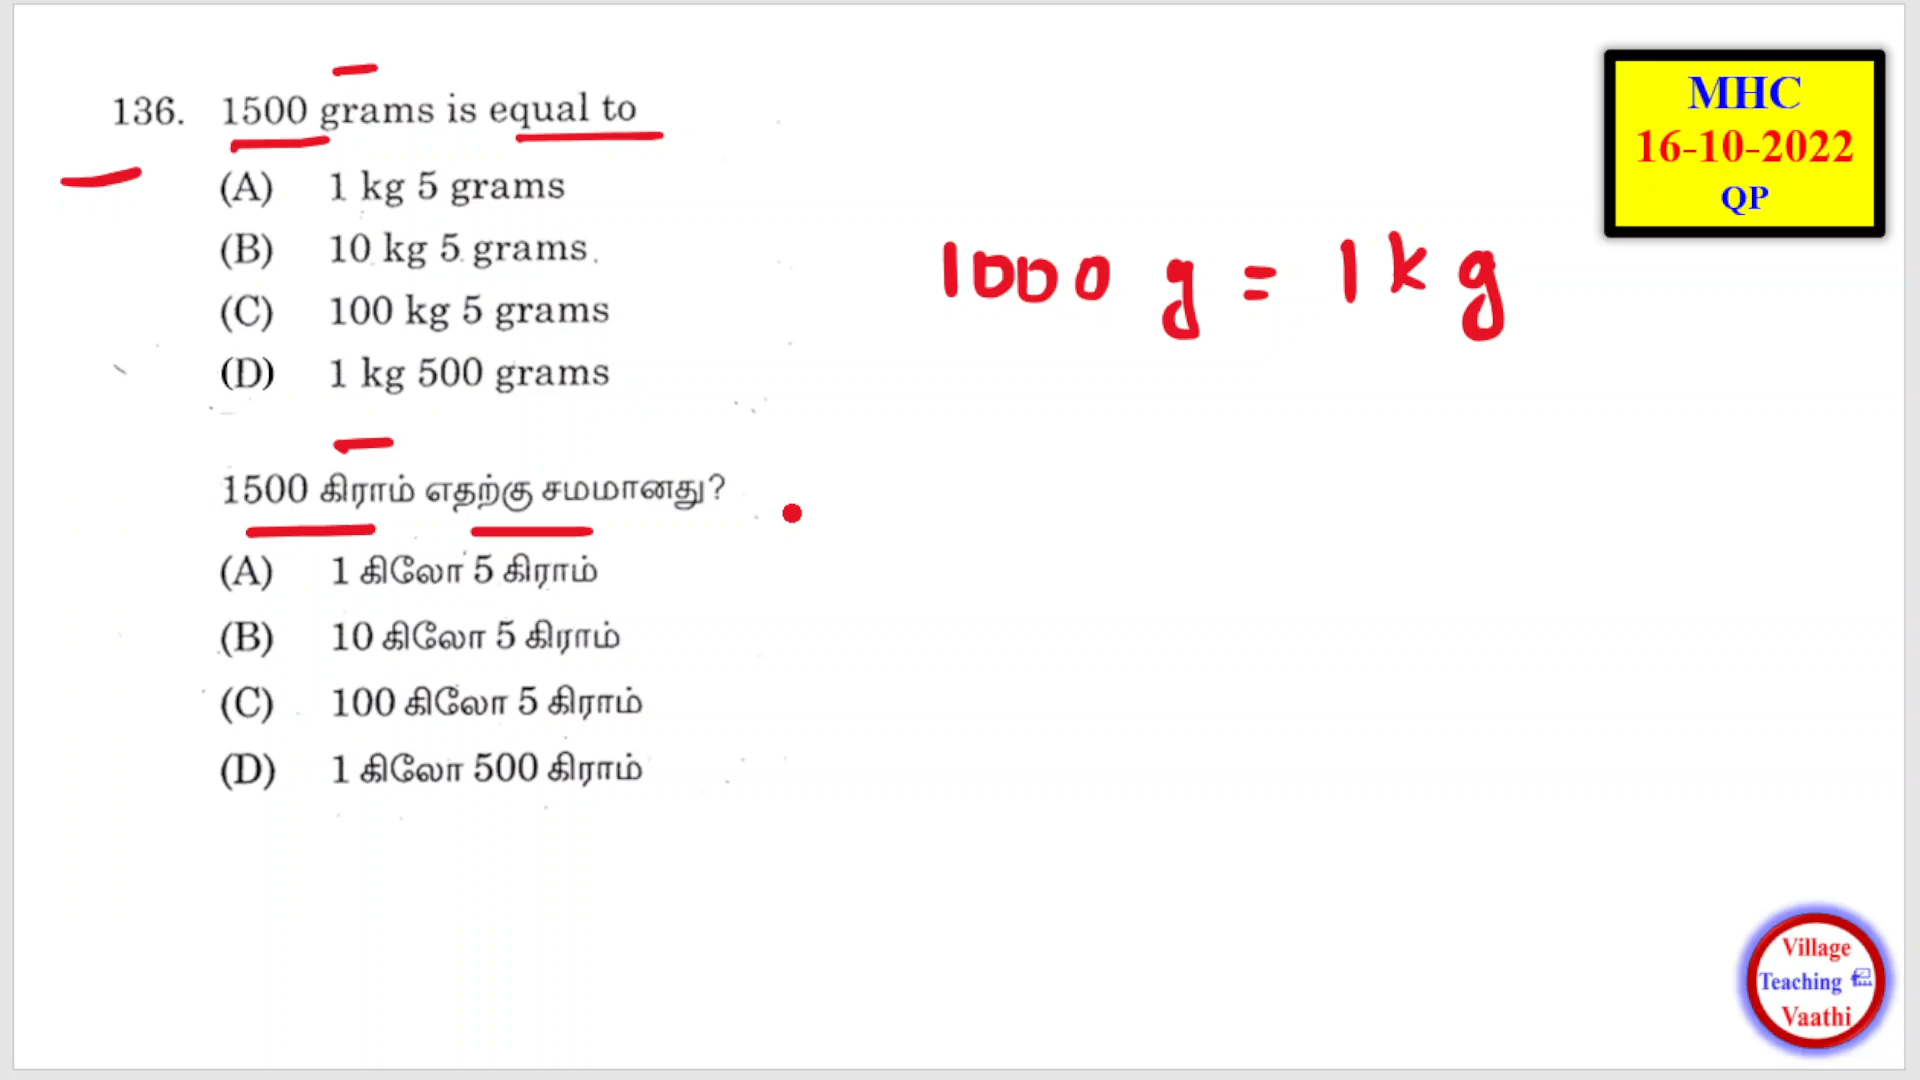 136. 1500 grams is equal to
(A) 1 kg 5 grams
(B) 10 kg 5 grams
(C) 100 kg 5 grams
(D) 1 kg 500 grams
1500 கிராம் எதற்கு சமமானது?
(A) 1 கிலோ 5 கிராம்
(B) 10 கிலோ 5 கிராம்
(C) 100 கிலோ 5 கிராம்
(D) 1 கிலோ 500 கிராம்
1000 g = 1 kg
MHC
16-10-2022
QP
Village
Teaching
Vaathi